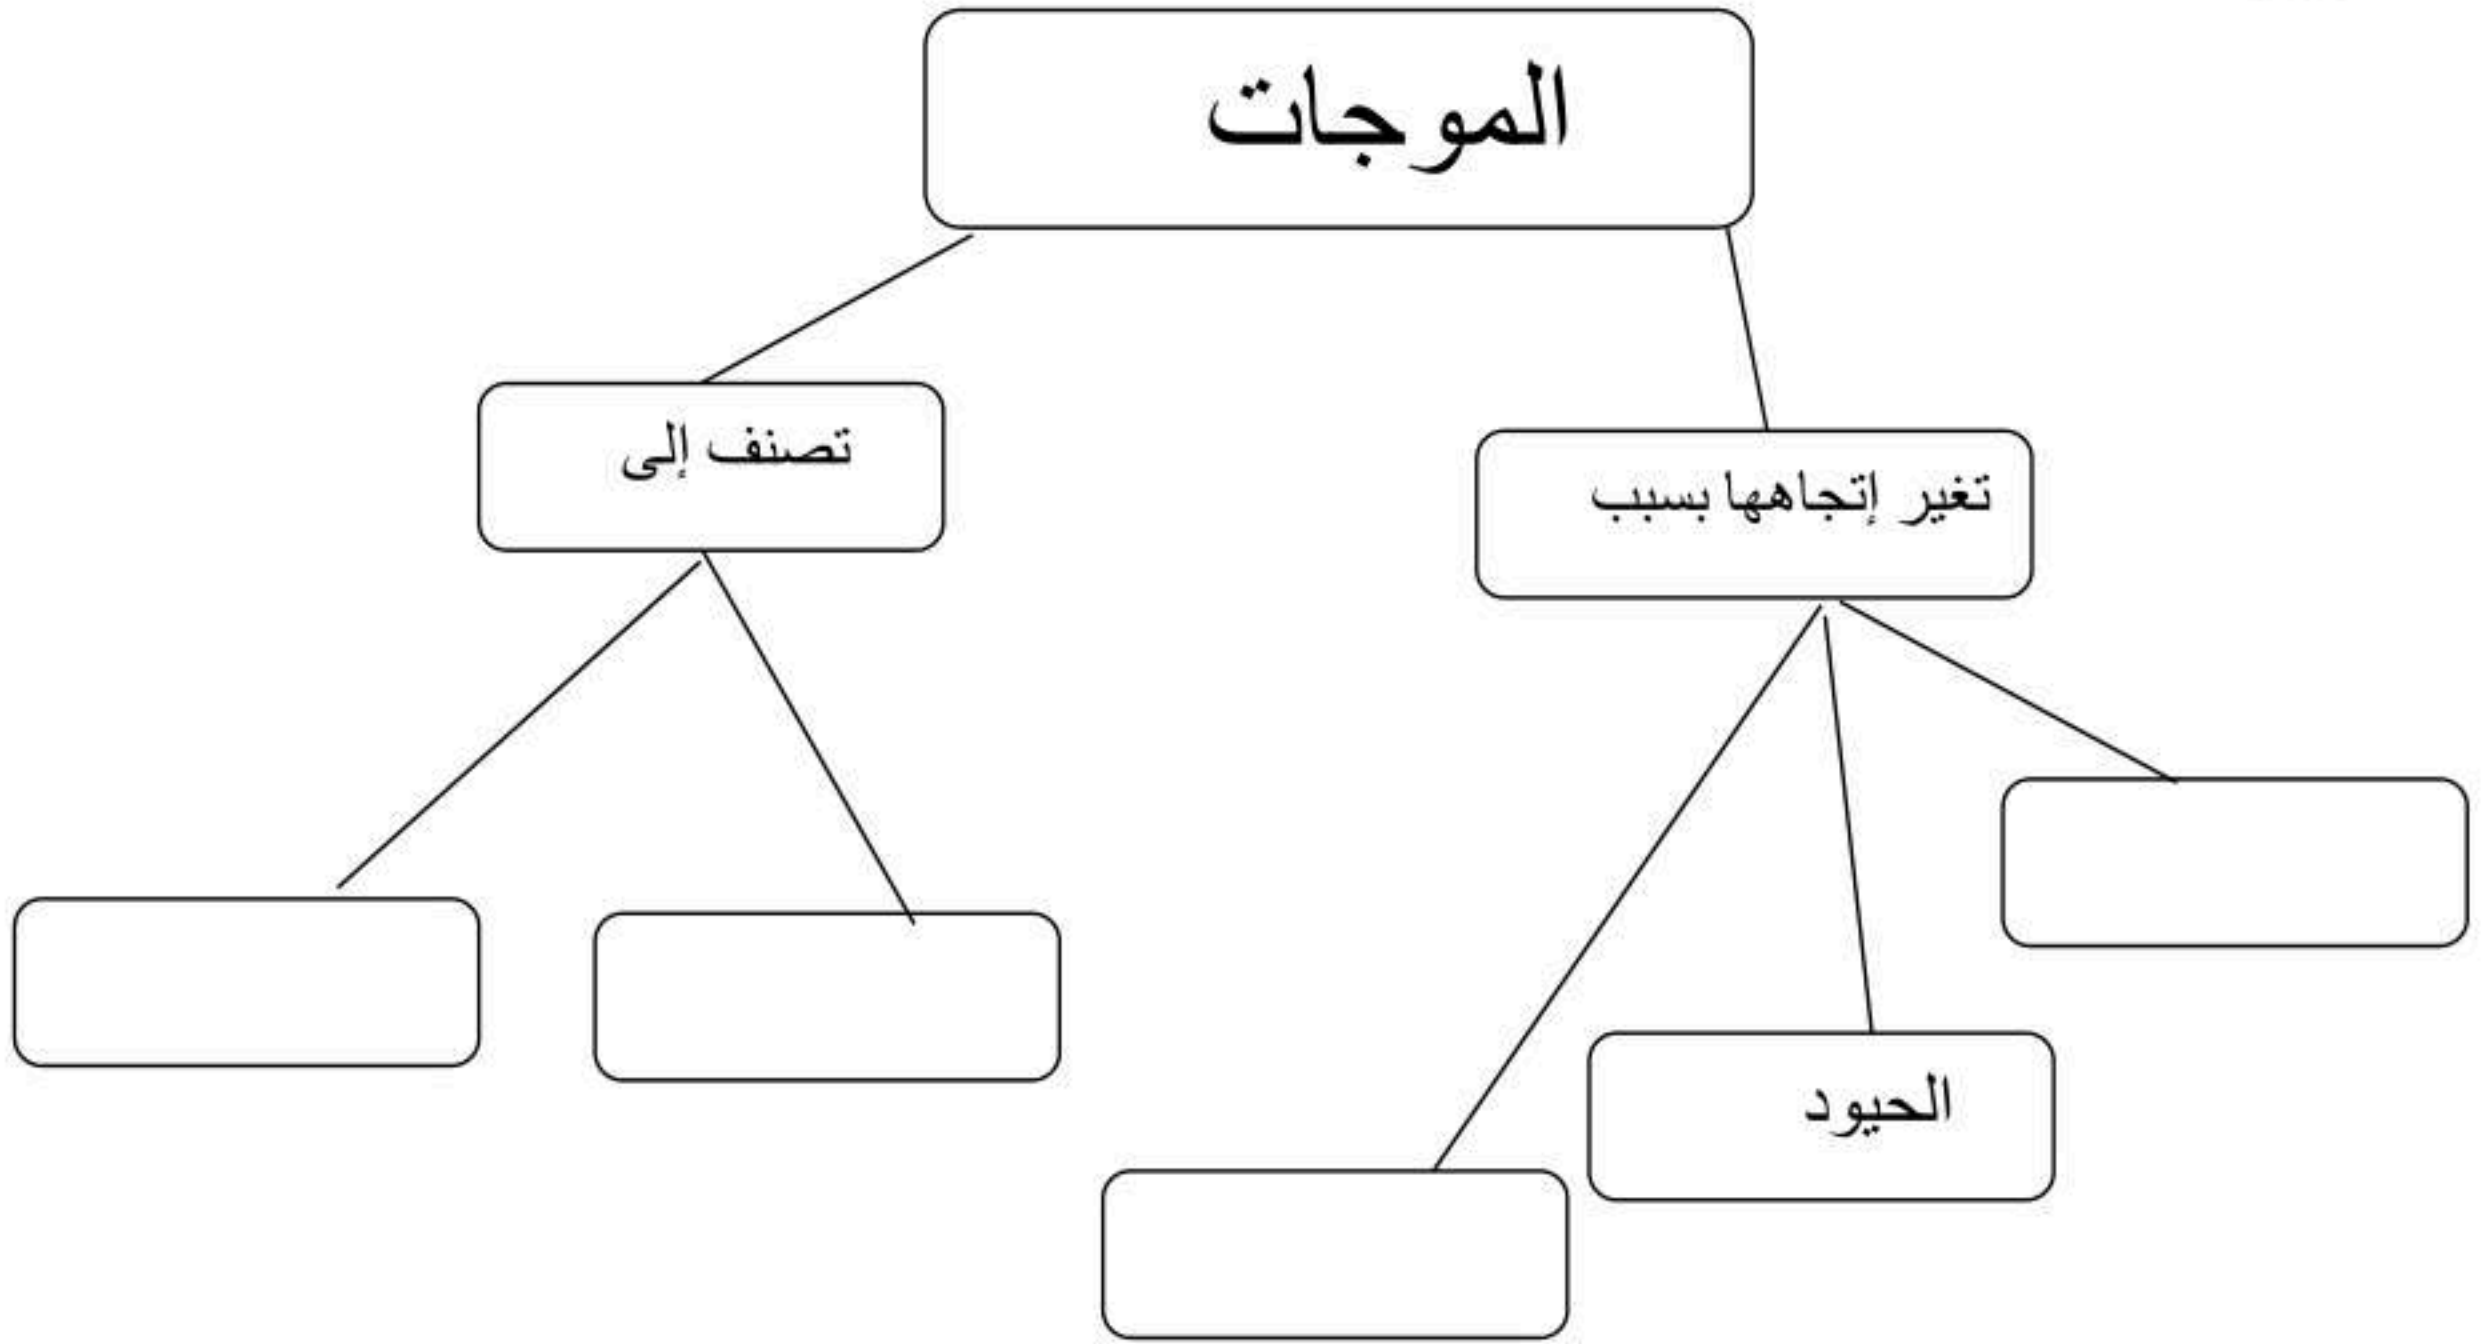 الموجات
تغير إتجاهها بسبب
تصنف إلى
الحيود